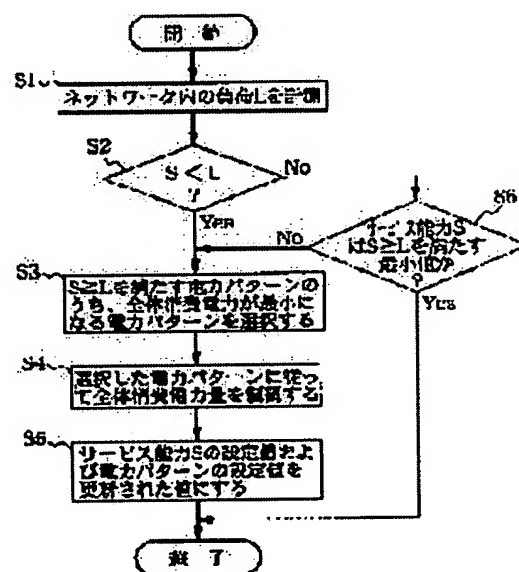 開始
S1
ネットワーク内の負荷Lを計測
S2
S<L
?
No
YES
S6
サービス能力S
はS≧Lを満たす
最小値か
?
No
YES
S3
S≧Lを満たす電力パターンの
うち、全体消費電力が最小に
なる電力パターンを選択する
S4
選択した電力パターンに従っ
て全体消費電力量を制御する
S5
サービス能力Sの設定値およ
び電力パターンの設定値を
更新された値にする
終了